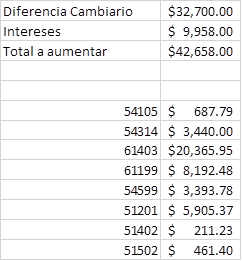 Diferencia Cambiario $32,700.00
Intereses $ 9,958.00
Total a aumentar $42,658.00
54105 $ 687.79
54314 $ 3,440.00
61403 $20,365.95
61199 $ 8,192.48
54599 $ 3,393.78
51201 $ 5,905.37
51402 $ 211.23
51502 $ 461.40